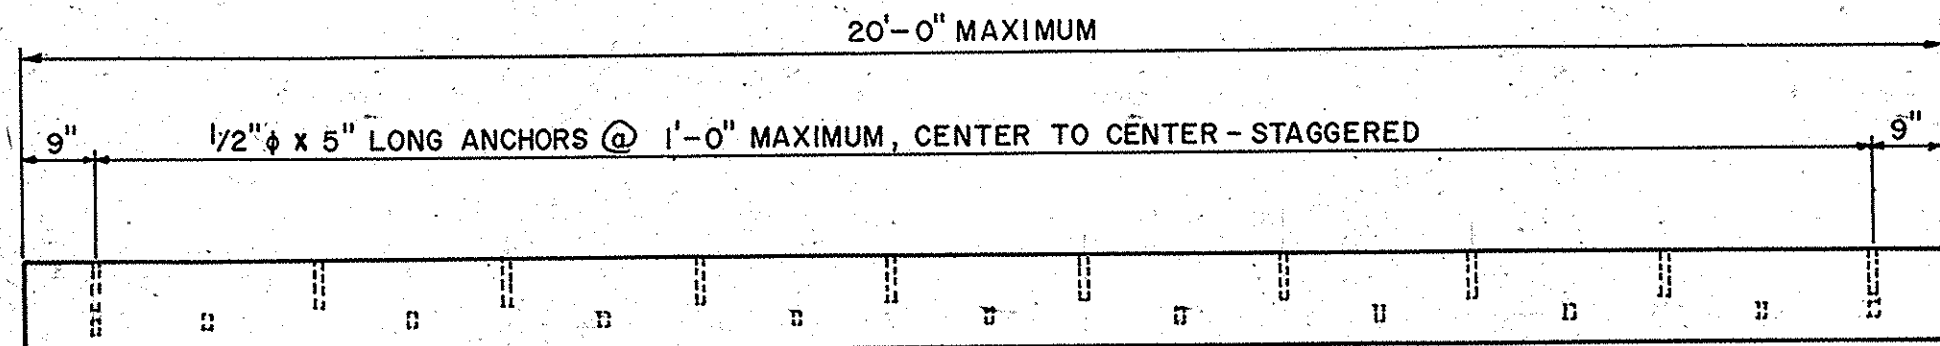 20'-0" MAXIMUM
9" 1/2"ϕ x 5" LONG ANCHORS @ 1'-0" MAXIMUM, CENTER TO CENTER - STAGGERED 9"